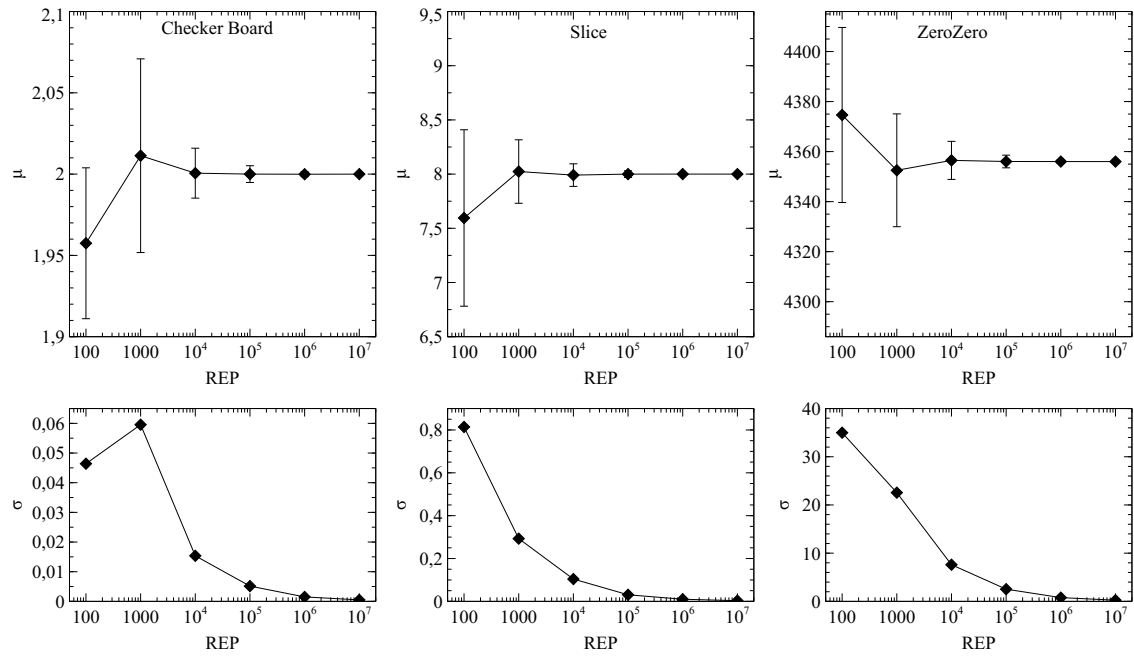 Checker Board
2,1
2,05
2
1,95
1,9
μ
100 1000 10⁴ 10⁵ 10⁶ 10⁷
REP
Slice
9,5
9
8,5
8
7,5
7
6,5
μ
100 1000 10⁴ 10⁵ 10⁶ 10⁷
REP
ZeroZero
4400
4380
4360
4340
4320
4300
μ
100 1000 10⁴ 10⁵ 10⁶ 10⁷
REP
0,06
0,05
0,04
0,03
0,02
0,01
0
σ
100 1000 10⁴ 10⁵ 10⁶ 10⁷
REP
0,8
0,6
0,4
0,2
0
σ
100 1000 10⁴ 10⁵ 10⁶ 10⁷
REP
40
30
20
10
0
σ
100 1000 10⁴ 10⁵ 10⁶ 10⁷
REP